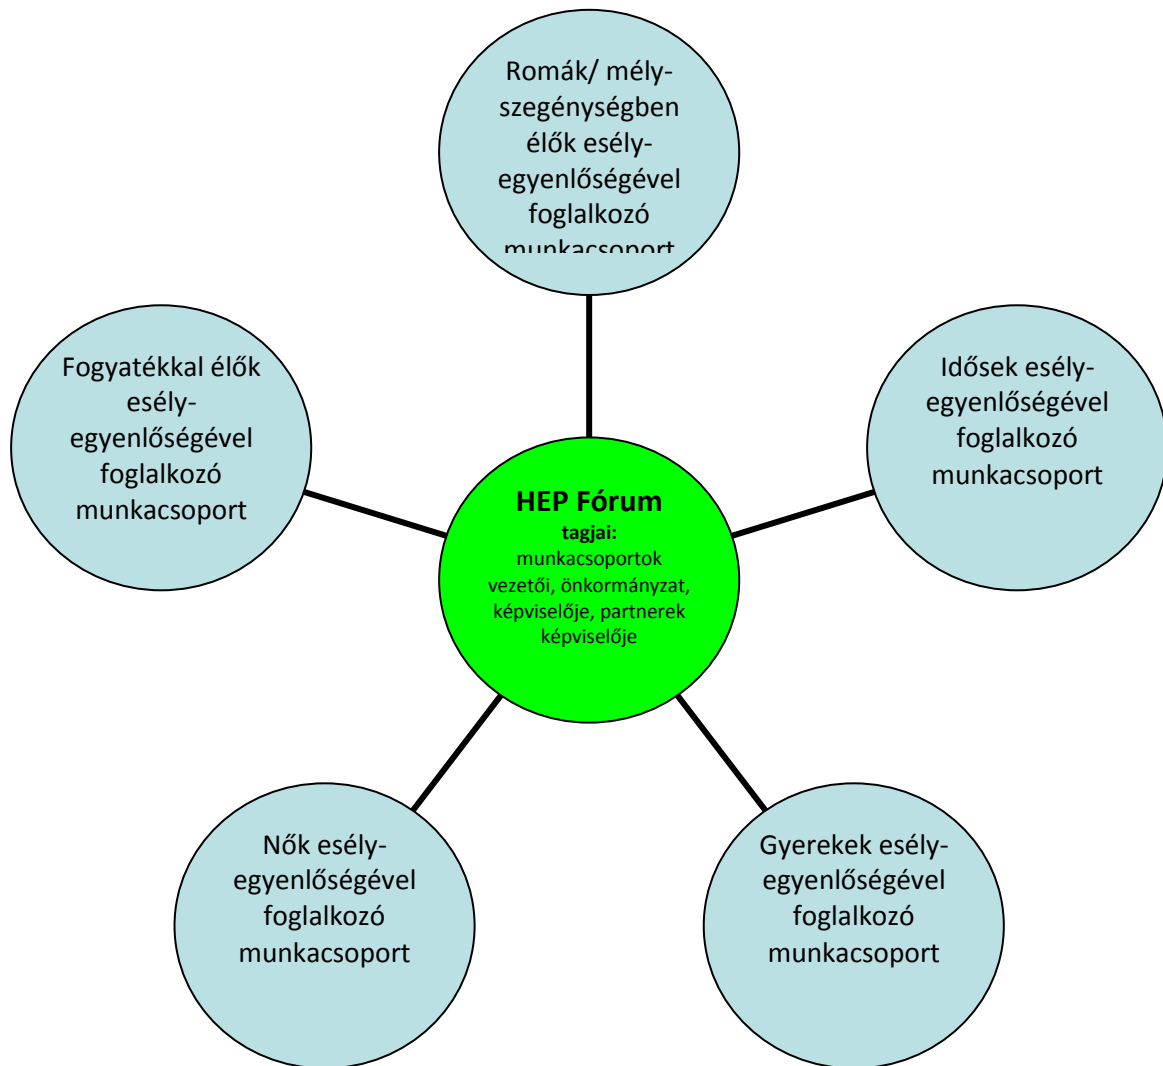 Romák/ mély-
szegénységben
élők esély-
egyenlőségével
foglalkozó
munkacsoport
Fogyatékkal élők
esély-
egyenlőségével
foglalkozó
munkacsoport
Idősek esély-
egyenlőségével
foglalkozó
munkacsoport
HEP Fórum
tagjai:
munkacsoportok
vezetői, önkormányzat,
képviselője, partnerek
képviselője
Nők esély-
egyenlőségével
foglalkozó
munkacsoport
Gyerekek esély-
egyenlőségével
foglalkozó
munkacsoport